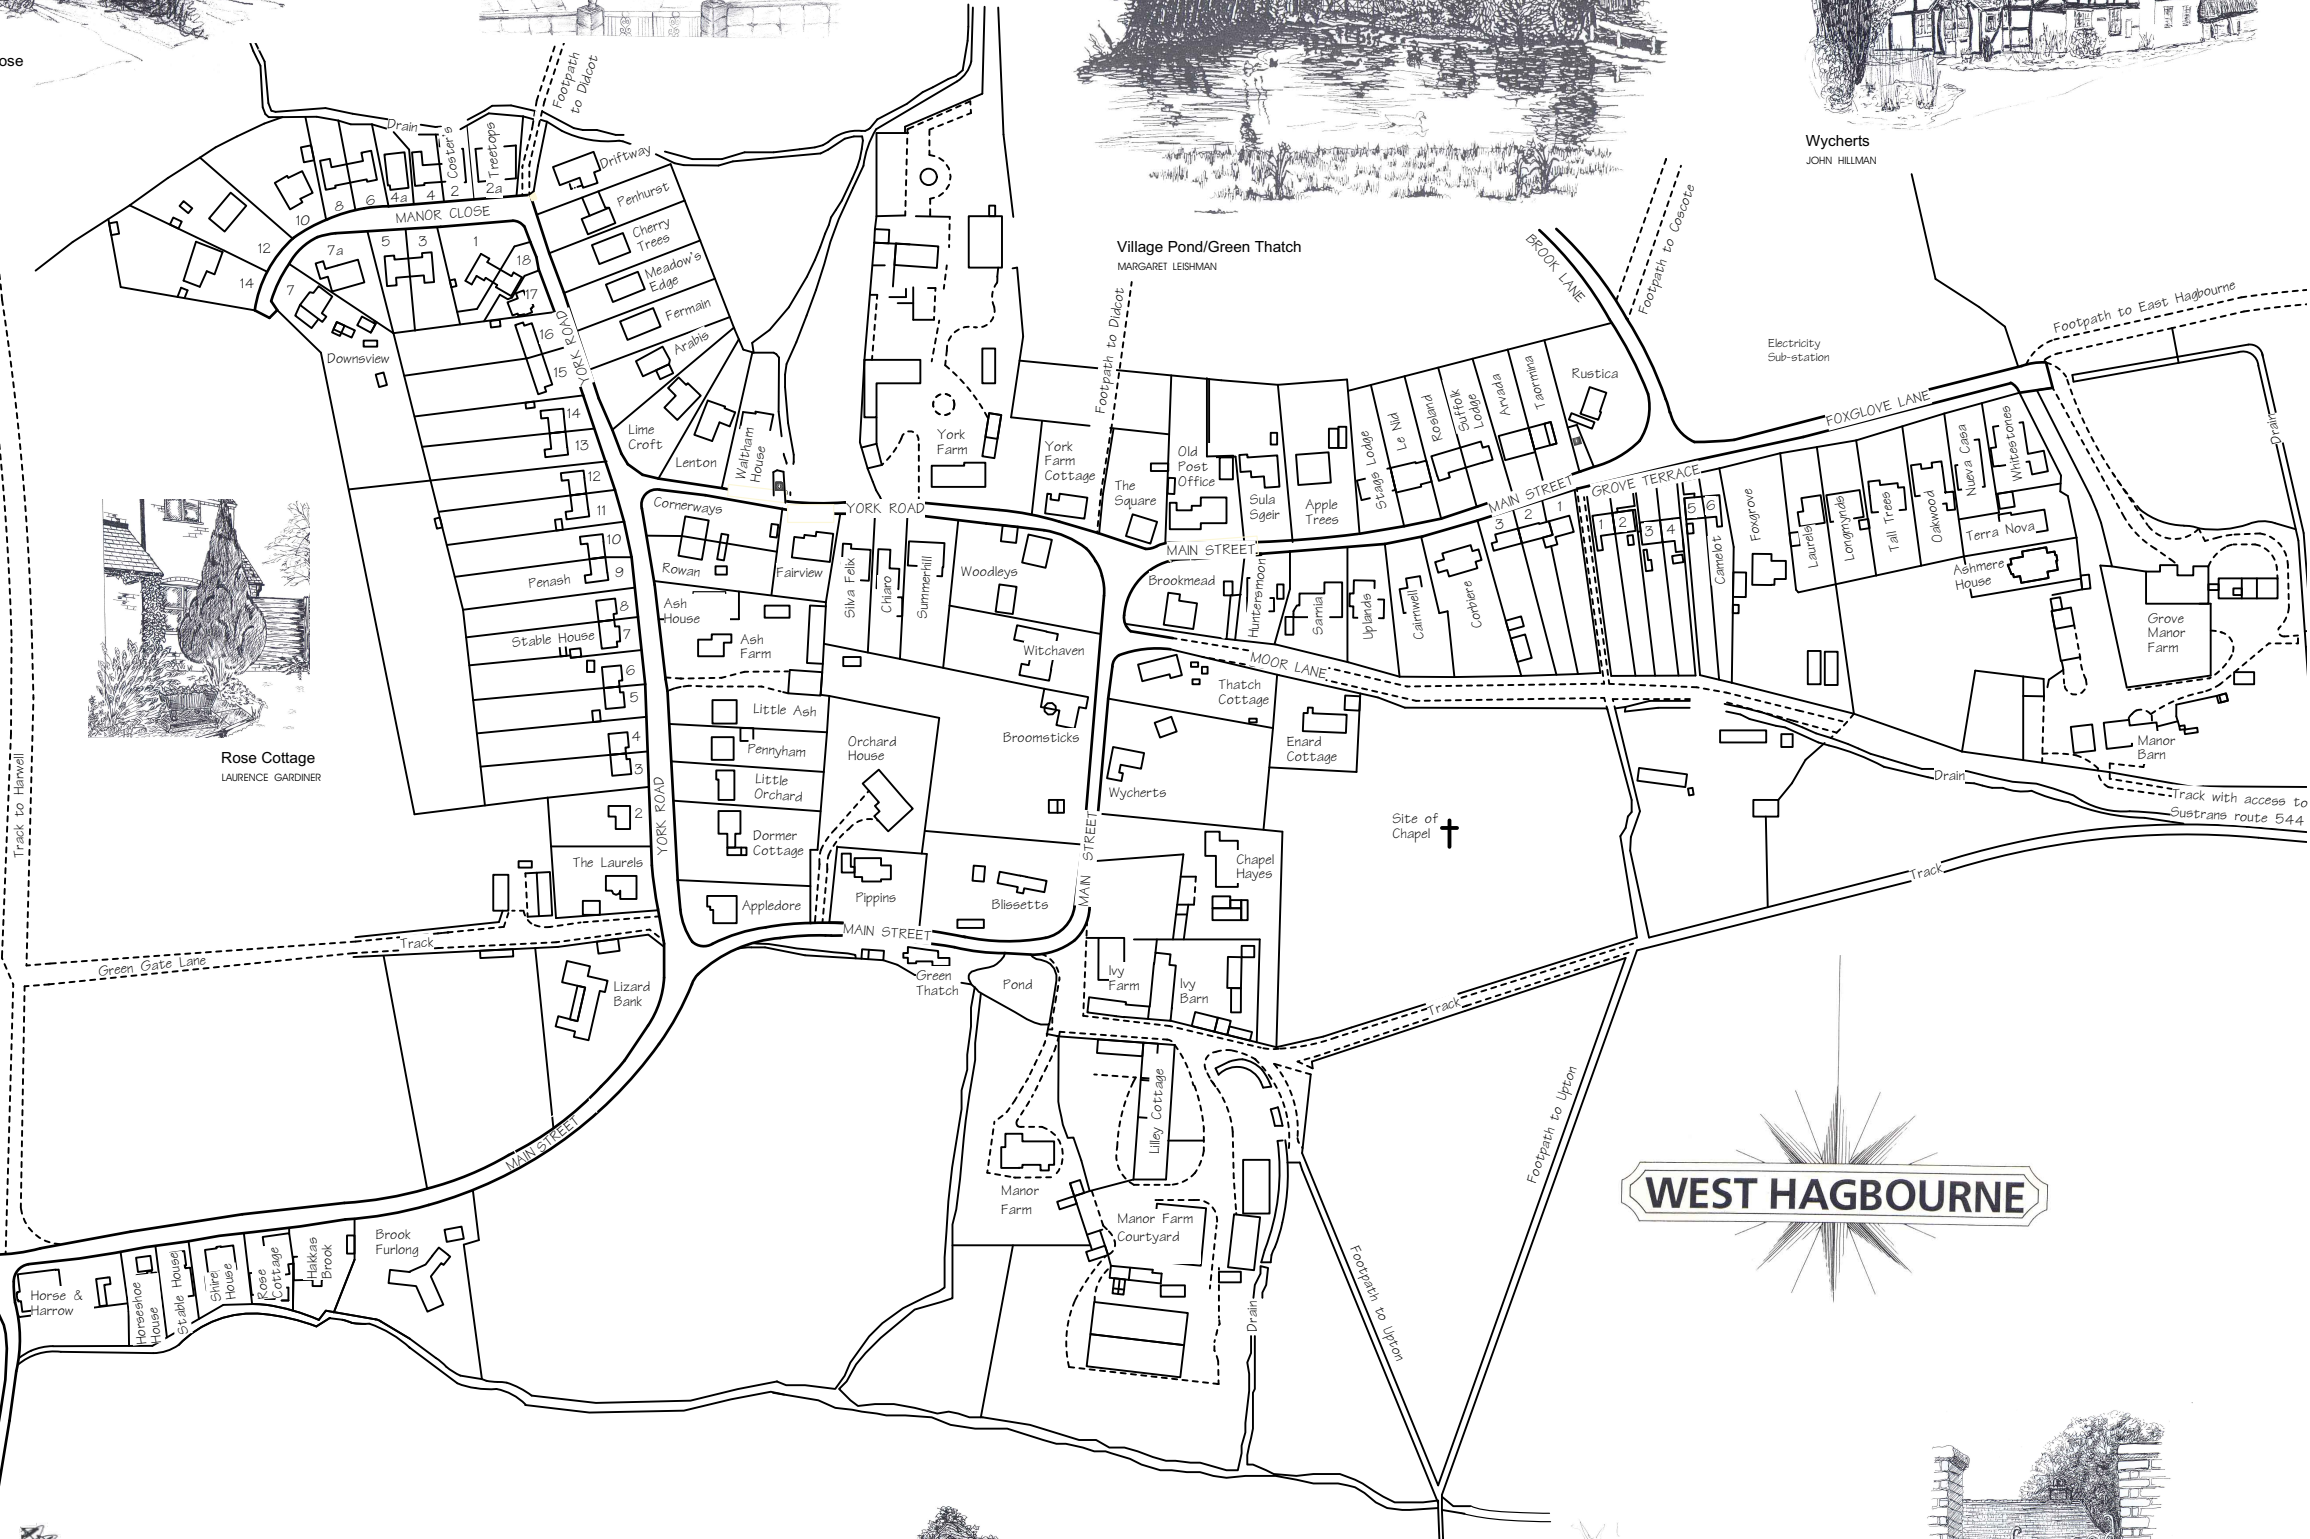 ose
Footpath
to Didcot
Wycherts
JOHN HILLMAN
Village Pond/Green Thatch
MARGARET LEISHMAN
Rose Cottage
LAURENCE GARDINER
Drain
Coster's
Treetops
Driftway
Penhurst
Cherry
Trees
Meadow's
Edge
Fermain
Arabis
Lime
Croft
Lenton
Waltham
House
10
8
6
4a
4
2
2a
MANOR CLOSE
12
14
7a
5
3
1
18
17
7
Downsview
16
15
14
13
12
11
10
9
8
7
6
5
4
3
2
YORK ROAD
Penash
Stable House
YORK ROAD
The Laurels
Track to Harwell
Green Gate Lane
Track
Lizard
Bank
MAIN STREET
Horse &
Harrow
Horseshoe
House
Stable House
Shire
House
Rose
Cottage
Hakkas
Brook
Brook
Furlong
Cornerways
Rowan
Fairview
Silva Felix
Chiaro
Summerhill
Woodleys
Ash
House
Ash
Farm
Witchaven
Little Ash
Pennyham
Little
Orchard
Dormer
Cottage
Appledore
Orchard
House
Pippins
Broomsticks
Blissetts
MAIN STREET
Green
Thatch
Pond
YORK ROAD
York
Farm
York
Farm
Cottage
Footpath to Didcot
The
Square
Old
Post
Office
Sula
Sgeir
Apple
Trees
Stags Lodge
Le Nid
Rosland
Suffolk
Lodge
Arvada
Taormina
Rustica
BROOK LANE
Footpath to Coscote
Electricity
Sub-station
Footpath to East Hagbourne
FOXGLOVE LANE
Drain
MAIN STREET
MAIN STREET
GROVE TERRACE
3
2
1
1
2
3
4
5
6
Brookmead
Huntersmoon
Sarnia
Uplands
Cairnwell
Corbiere
Camelot
Foxgrove
Laurels
Longmynds
Tall Trees
Oakwood
Nueva Casa
Whitestones
Terra Nova
Ashmere
House
Grove
Manor
Farm
Manor
Barn
MOOR LANE
Thatch
Cottage
Enard
Cottage
Wycherts
MAIN STREET
Chapel
Hayes
Site of
Chapel
Drain
Track with access to
Sustrans route 544
Track
Track
Ivy
Farm
Ivy
Barn
Lilley Cottage
Manor
Farm
Manor Farm
Courtyard
Drain
Footpath to Upton
Footpath to Upton
WEST HAGBOURNE